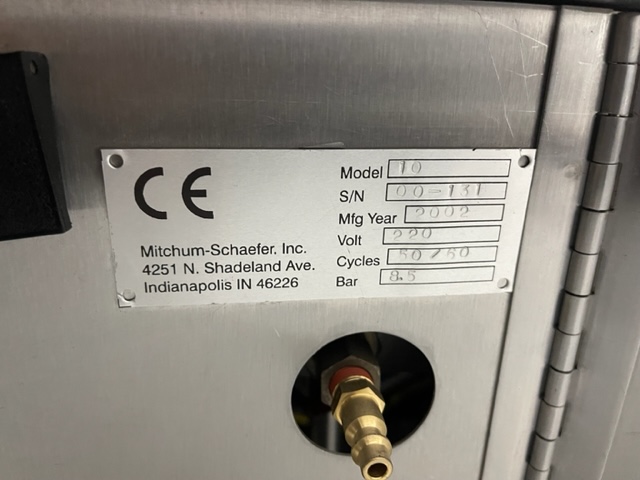 CE
Mitchum-Schaefer, Inc.
4251 N. Shadeland Ave.
Indianapolis IN 46226
Model 10
S/N 00-131
Mfg Year 2002
Volt 220
Cycles 50/60
Bar 8.5